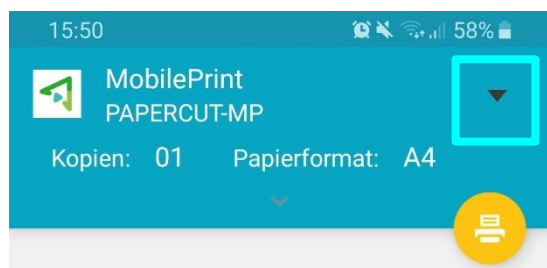 15:50 58%
MobilePrint
PAPERCUT-MP
Kopien: 01 Papierformat: A4